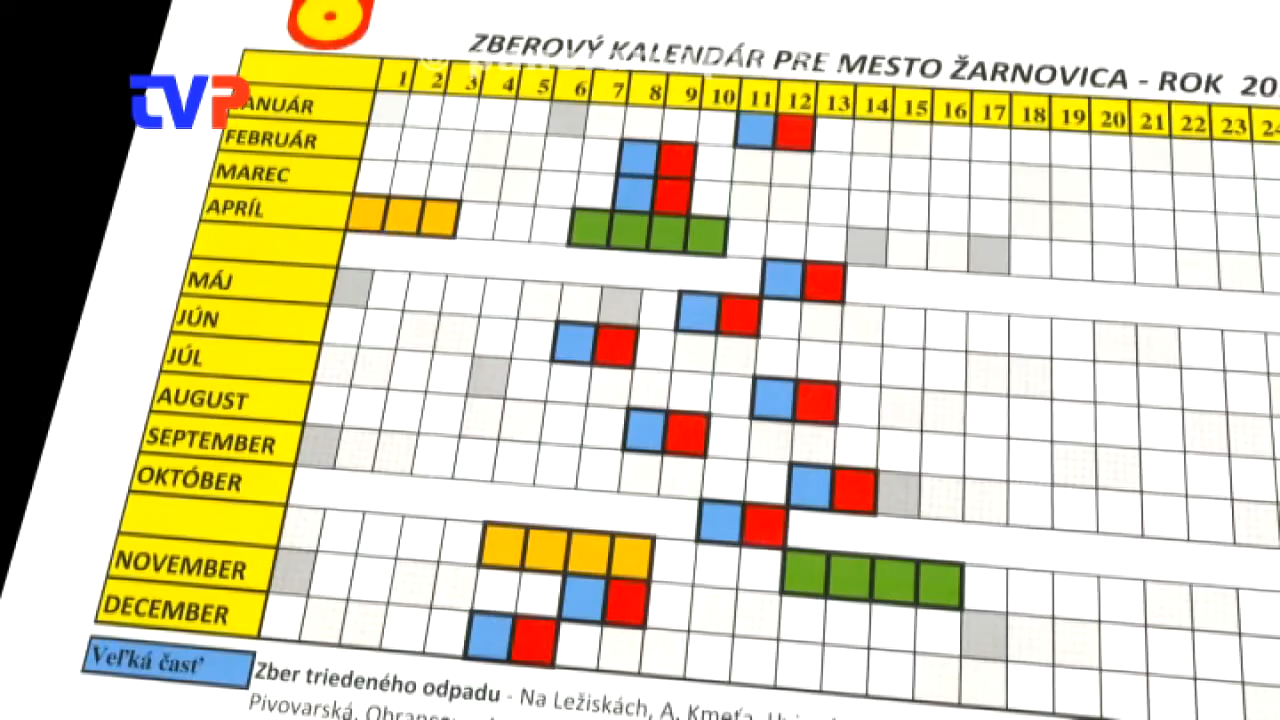 ZBEROVÝ KALENDÁR PRE MESTO ŽARNOVICA - ROK 20
TVP
1 2 3 4 5 6 7 8 9 10 11 12 13 14 15 16 17 18 19 20 21 22 23 24
JANUÁR
FEBRUÁR
MAREC
APRÍL
MÁJ
JÚN
JÚL
AUGUST
SEPTEMBER
OKTÓBER
NOVEMBER
DECEMBER
Veľká časť
Zber triedeného odpadu - Na Ležiskách, A. Kmeťa,
Pivovarská,